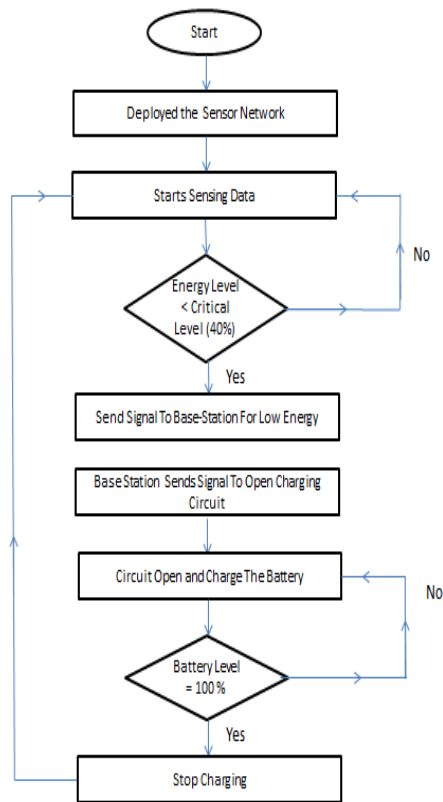 Start
Deployed the Sensor Network
Starts Sensing Data
No
Energy Level
< Critical
Level (40%)
Yes
Send Signal To Base-Station For Low Energy
Base Station Sends Signal To Open Charging
Circuit
Circuit Open and Charge The Battery
No
Battery Level
= 100 %
Yes
Stop Charging